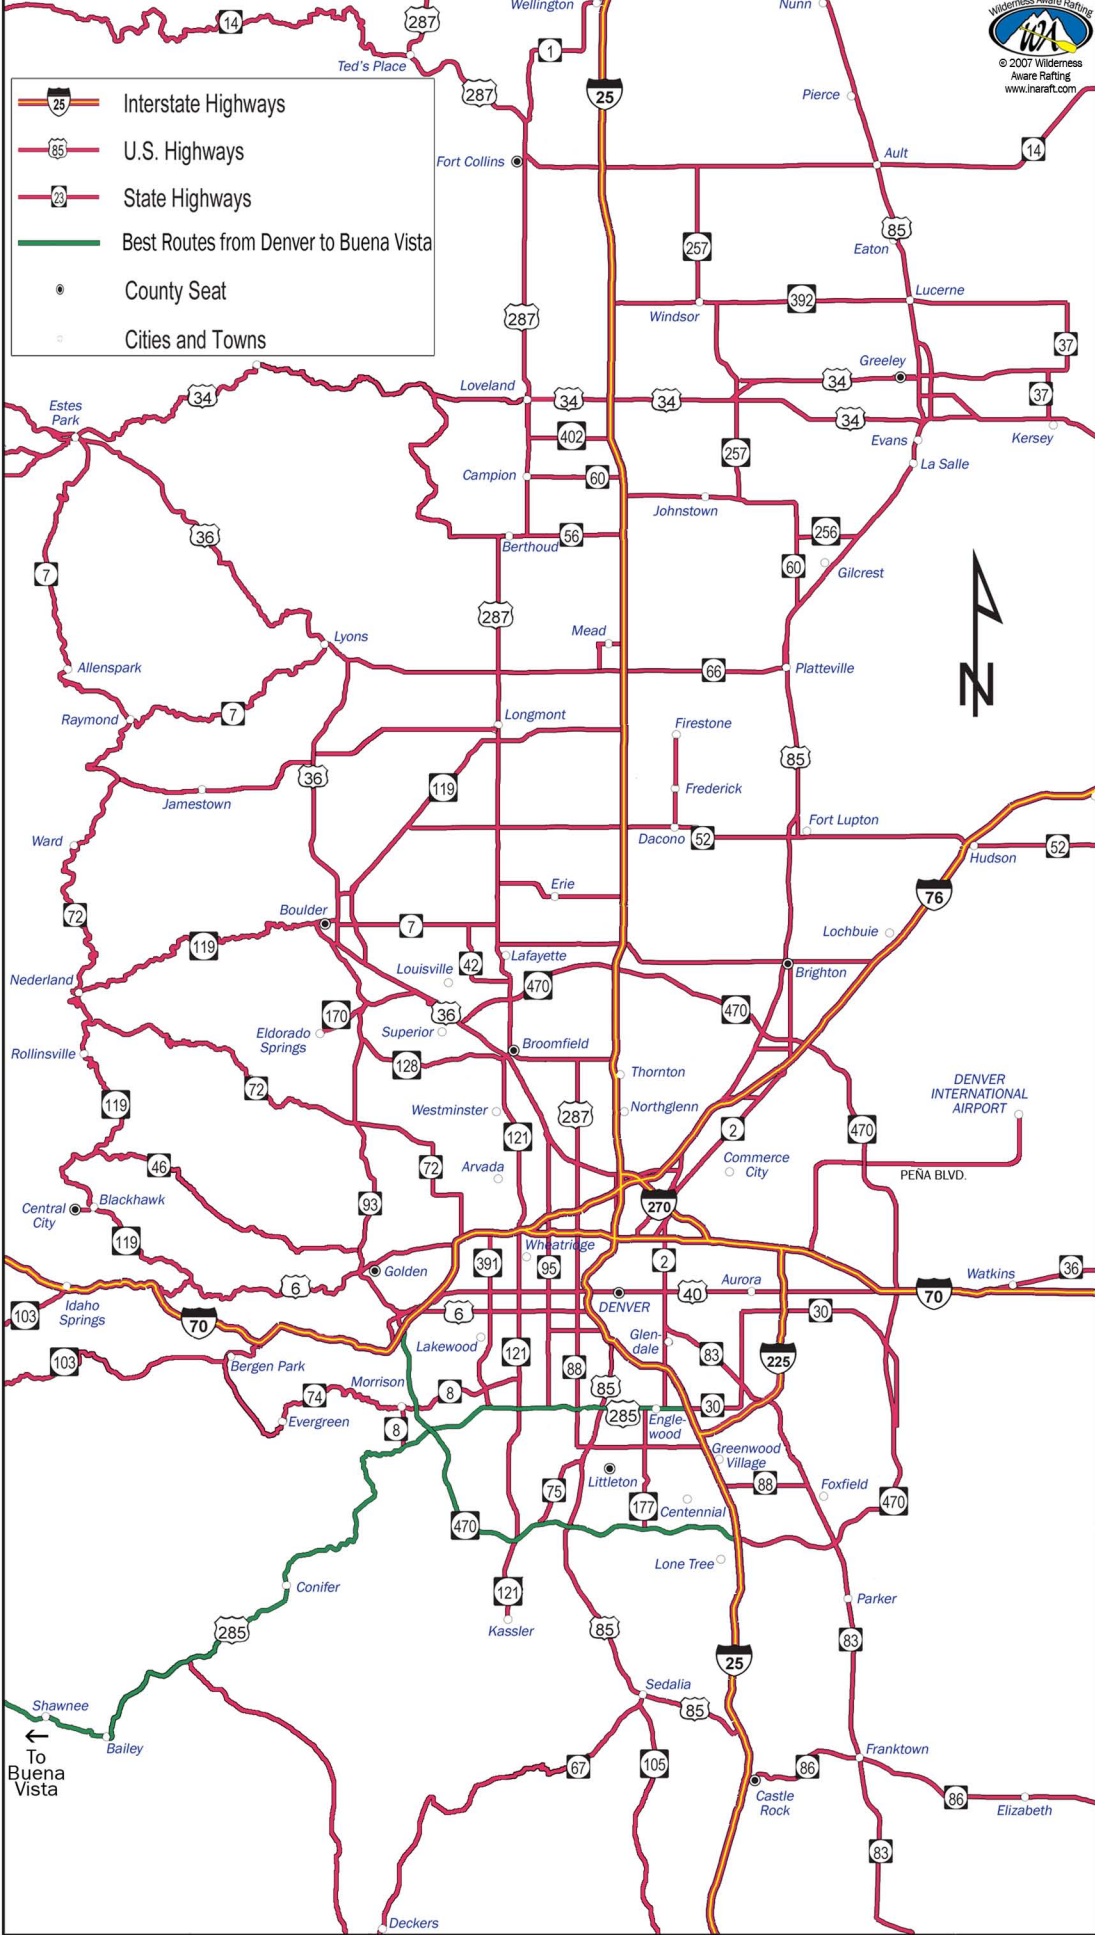 Wellington
Nunn
Wilderness Aware Rafting
WA
© 2007 Wilderness
Aware Rafting
www.inaraft.com
14
287
1
Ted's Place
287
25
Pierce
25
Interstate Highways
85
U.S. Highways
23
State Highways
Best Routes from Denver to Buena Vista
County Seat
Cities and Towns
Fort Collins
Ault
14
85
257
Eaton
Lucerne
392
Windsor
287
37
Greeley
34
34
Loveland
34
34
37
Estes
Park
34
402
Evans
Kersey
257
La Salle
Campion
60
Johnstown
36
Berthoud
56
256
60
Gilcrest
7
287
Mead
N
Lyons
Allenspark
66
Platteville
Raymond
7
Longmont
Firestone
36
85
Jamestown
119
Frederick
Ward
Dacono
52
Fort Lupton
Hudson
52
76
Erie
Boulder
72
7
119
Lochbuie
Lafayette
Louisville
42
Brighton
Nederland
470
470
170
36
Eldorado
Springs
Superior
Broomfield
Rollinsville
128
Thornton
72
DENVER
INTERNATIONAL
AIRPORT
119
Westminster
287
Northglenn
121
2
470
Commerce
City
46
72
Arvada
PEÑA BLVD.
Central
City
Blackhawk
93
270
119
Wheatridge
Golden
391
95
2
Watkins
36
6
Aurora
40
70
DENVER
Idaho
Springs
103
70
6
30
Lakewood
Glen-
dale
103
Bergen Park
121
83
225
88
Morrison
74
8
85
30
285
Engle-
wood
Evergreen
8
Greenwood
Village
Littleton
88
Foxfield
75
177
Centennial
470
470
Lone Tree
Conifer
121
Parker
Kassler
285
85
83
25
Sedalia
Shawnee
85
Bailey
To
Buena
Vista
67
105
86
Franktown
Castle
Rock
86
Elizabeth
83
Deckers